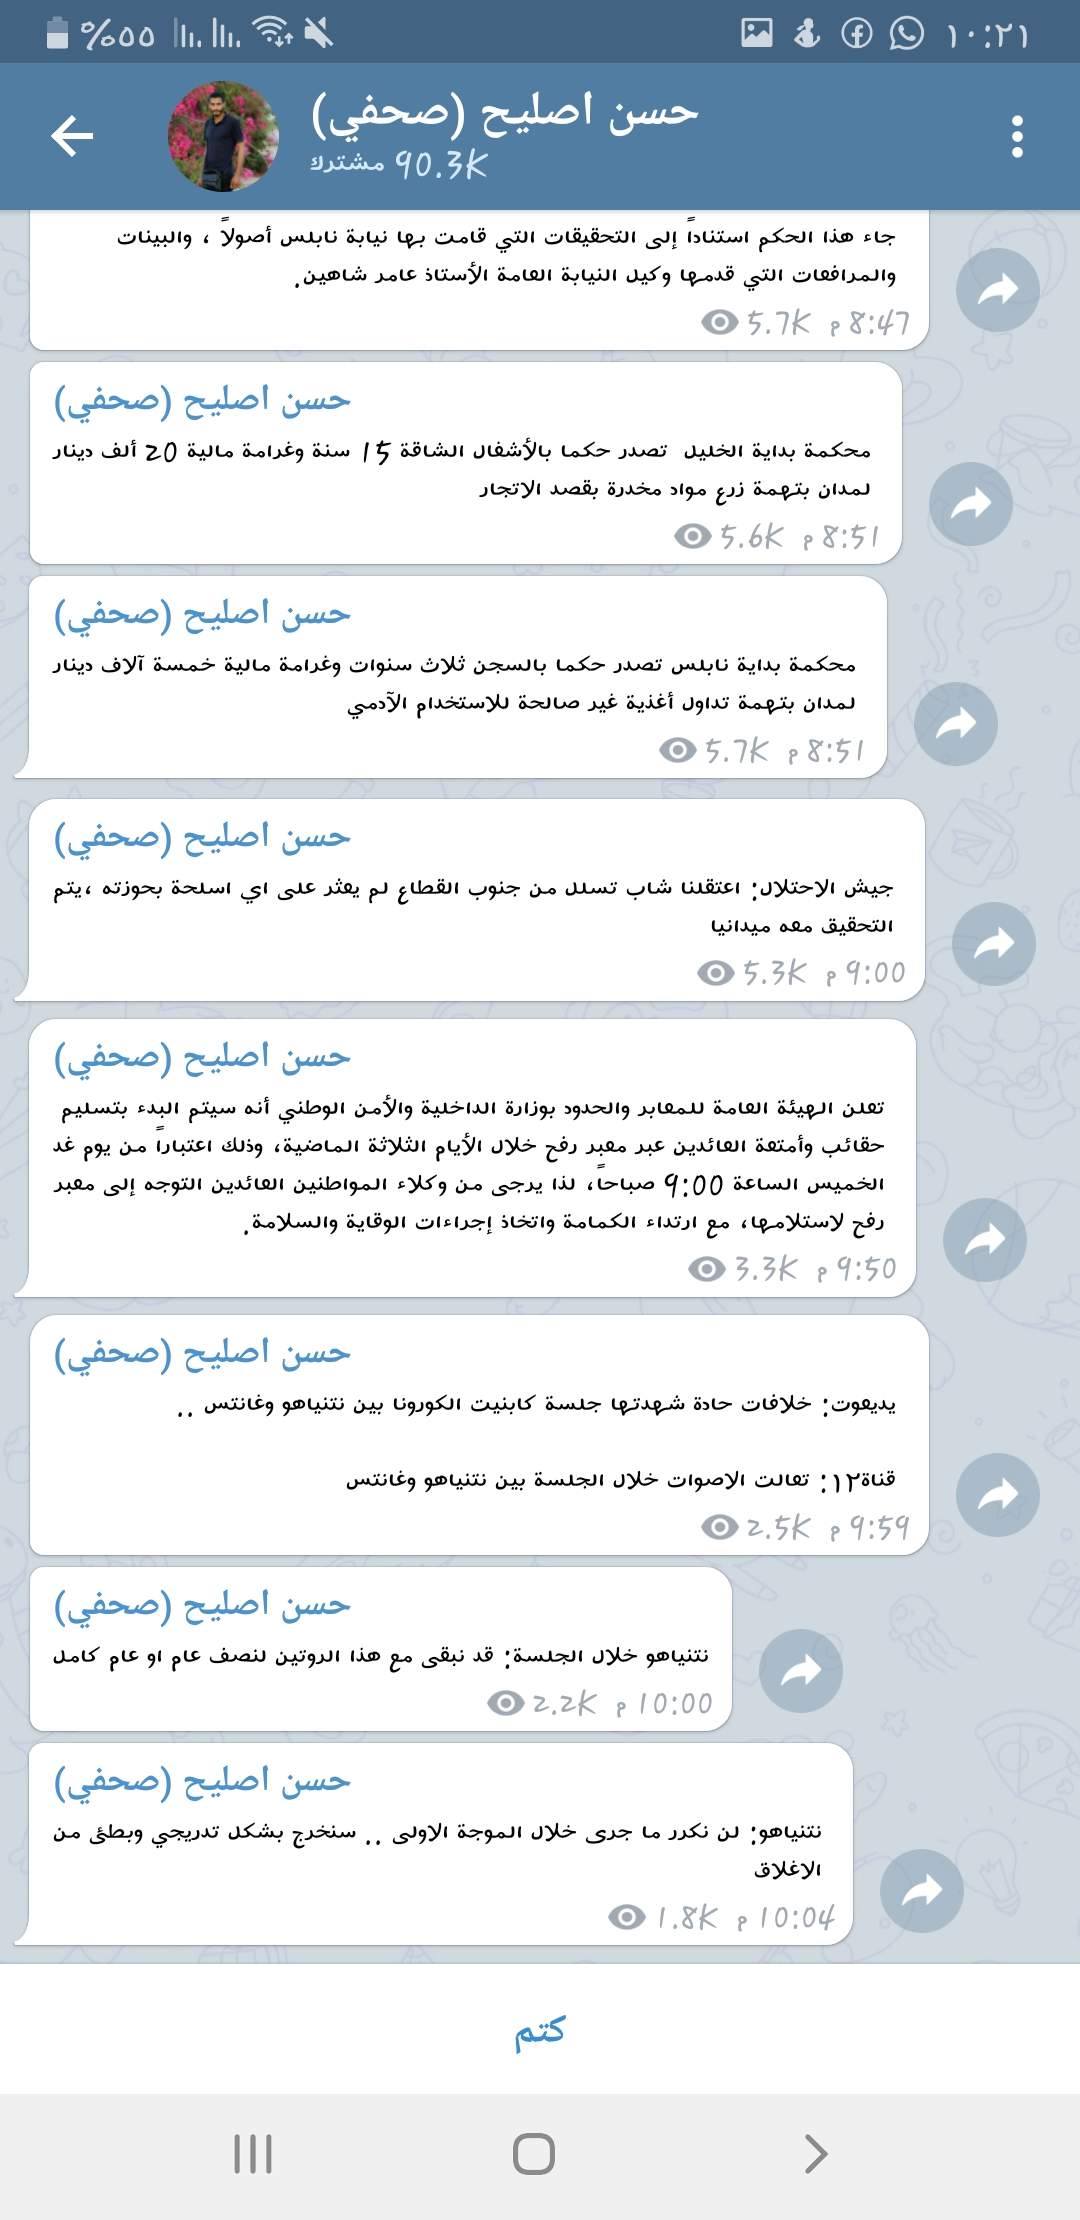 %٥٥
١٠:٢١
حسن اصليح (صحفي)
90.3K مشترك
جاء هذا الحكم استناداً إلى التحقيقات التي قامت بها نيابة نابلس أصولاً ، والبينات
والمرافعات التي قدمها وكيل النيابة العامة الأستاذ عامر شاهين.
5.7K 8:47 م
حسن اصليح (صحفي)
محكمة بداية الخليل تصدر حكما بالأشغال الشاقة 15 سنة وغرامة مالية 20 ألف دينار
لمدان بتهمة زرع مواد مخدرة بقصد الاتجار
5.6K 8:51 م
حسن اصليح (صحفي)
محكمة بداية نابلس تصدر حكما بالسجن ثلاث سنوات وغرامة مالية خمسة آلاف دينار
لمدان بتهمة تداول أغذية غير صالحة للاستخدام الآدمي
5.7K 8:51 م
حسن اصليح (صحفي)
جيش الاحتلال: اعتقلنا شاب تسلل من جنوب القطاع لم يعثر على اي اسلحة بحوزته ،يتم
التحقيق معه ميدانيا
5.3K 9:00 م
حسن اصليح (صحفي)
تعلن الهيئة العامة للمعابر والحدود بوزارة الداخلية والأمن الوطني أنه سيتم البدء بتسليم
حقائب وأمتعة العائدين عبر معبر رفح خلال الأيام الثلاثة الماضية، وذلك اعتباراً من يوم غد
الخميس الساعة 9:00 صباحاً، لذا يرجى من وكلاء المواطنين العائدين التوجه إلى معبر
رفح لاستلامها، مع ارتداء الكمامة واتخاذ إجراءات الوقاية والسلامة.
3.3K 9:50 م
حسن اصليح (صحفي)
يديعوت: خلافات حادة شهدتها جلسة كابنيت الكورونا بين نتنياهو وغانتس ..
قناة١٢: تعالت الاصوات خلال الجلسة بين نتنياهو وغانتس
2.5K 9:59 م
حسن اصليح (صحفي)
نتنياهو خلال الجلسة: قد نبقى مع هذا الروتين لنصف عام او عام كامل
2.2K 10:00 م
حسن اصليح (صحفي)
نتنياهو: لن نكرر ما جرى خلال الموجة الاولى .. سنخرج بشكل تدريجي وبطئ من
الاغلاق
1.8K 10:04 م
كتم